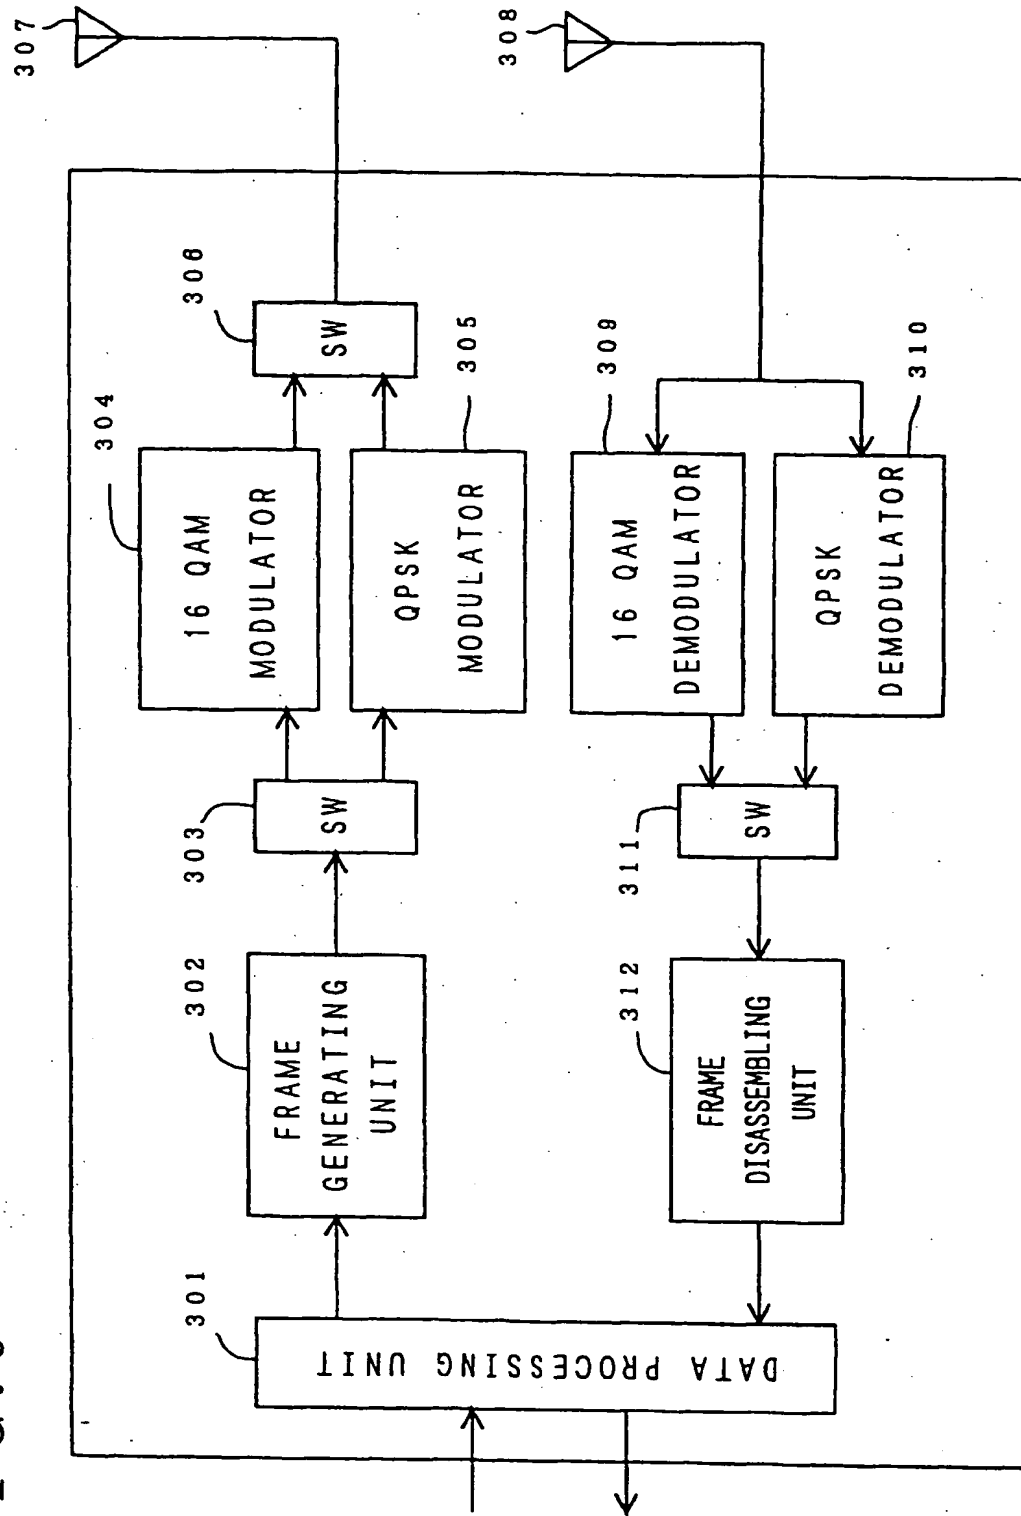 307
308
306
SW
305
304
16 QAM
MODULATOR
QPSK
MODULATOR
309
310
16 QAM
DEMODULATOR
QPSK
DEMODULATOR
303
SW
311
SW
302
FRAME
GENERATING
UNIT
312
FRAME
DISASSEMBLING
UNIT
301
DATA PROCESSING UNIT